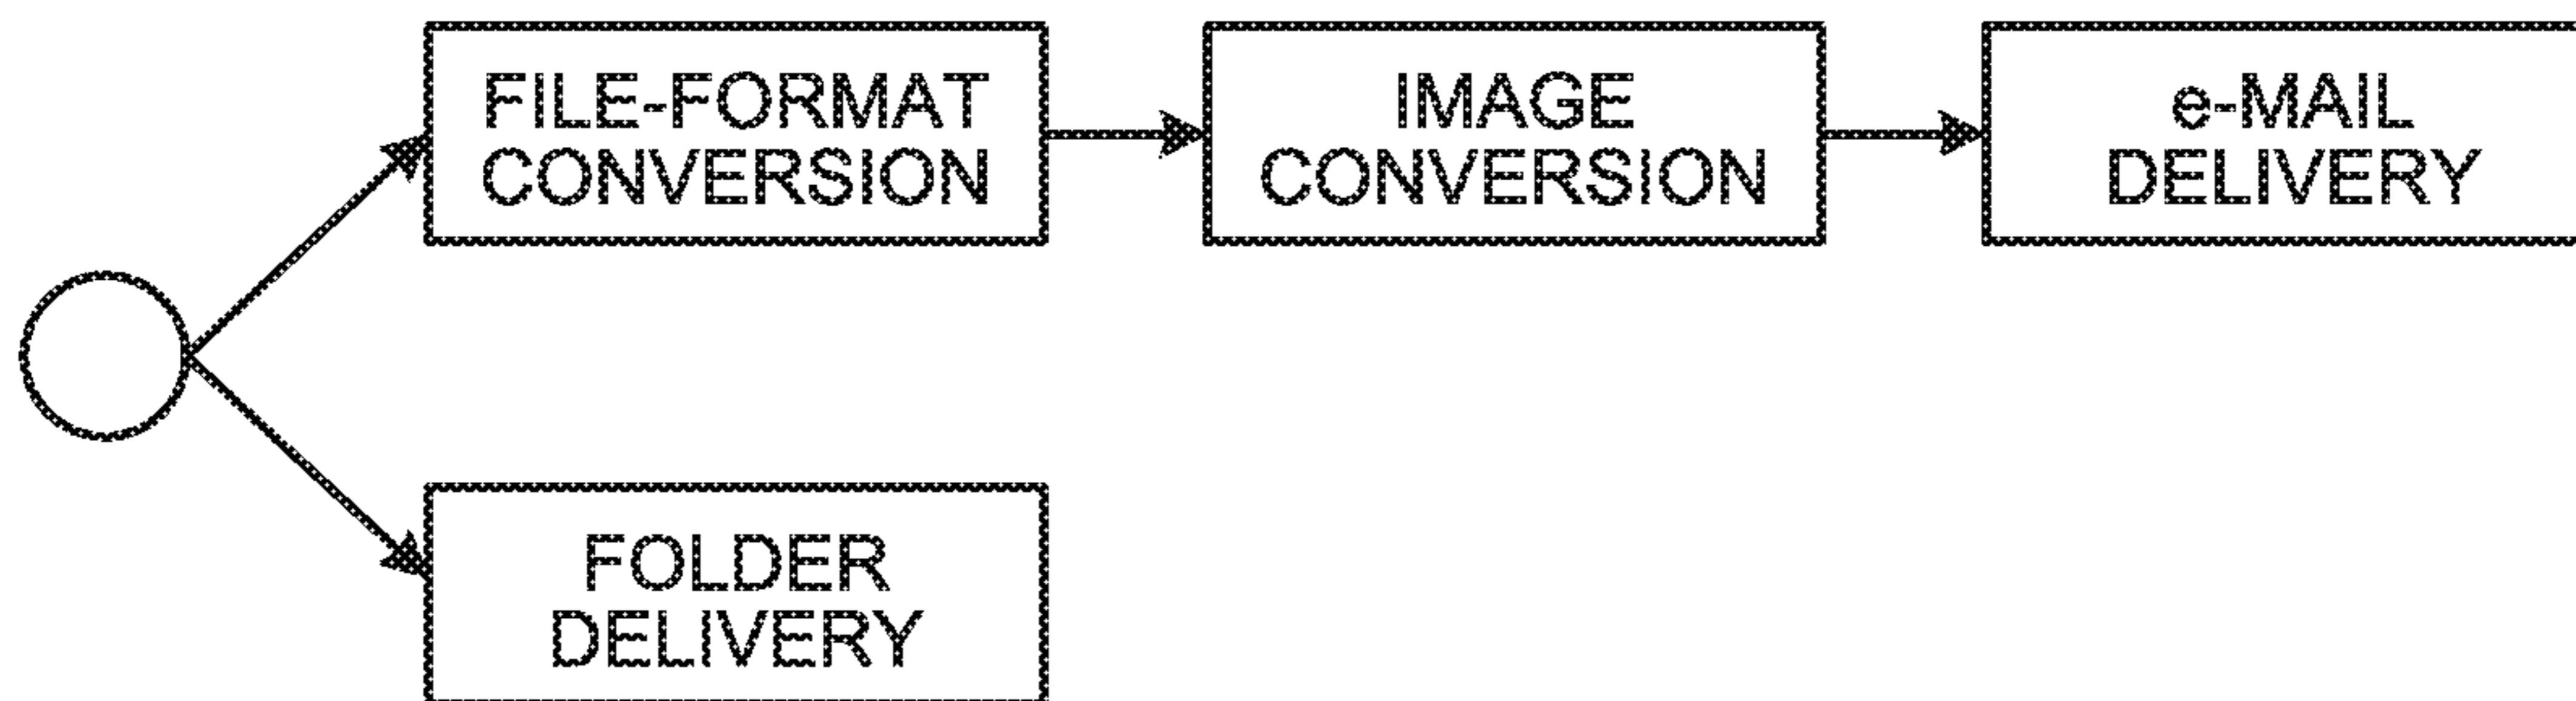 FILE-FORMAT
CONVERSION
IMAGE
CONVERSION
e-MAIL
DELIVERY
FOLDER
DELIVERY